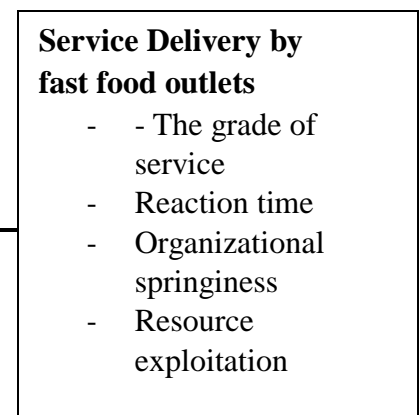 Service Delivery by
fast food outlets
- - The grade of
service
- Reaction time
- Organizational
springiness
- Resource
exploitation